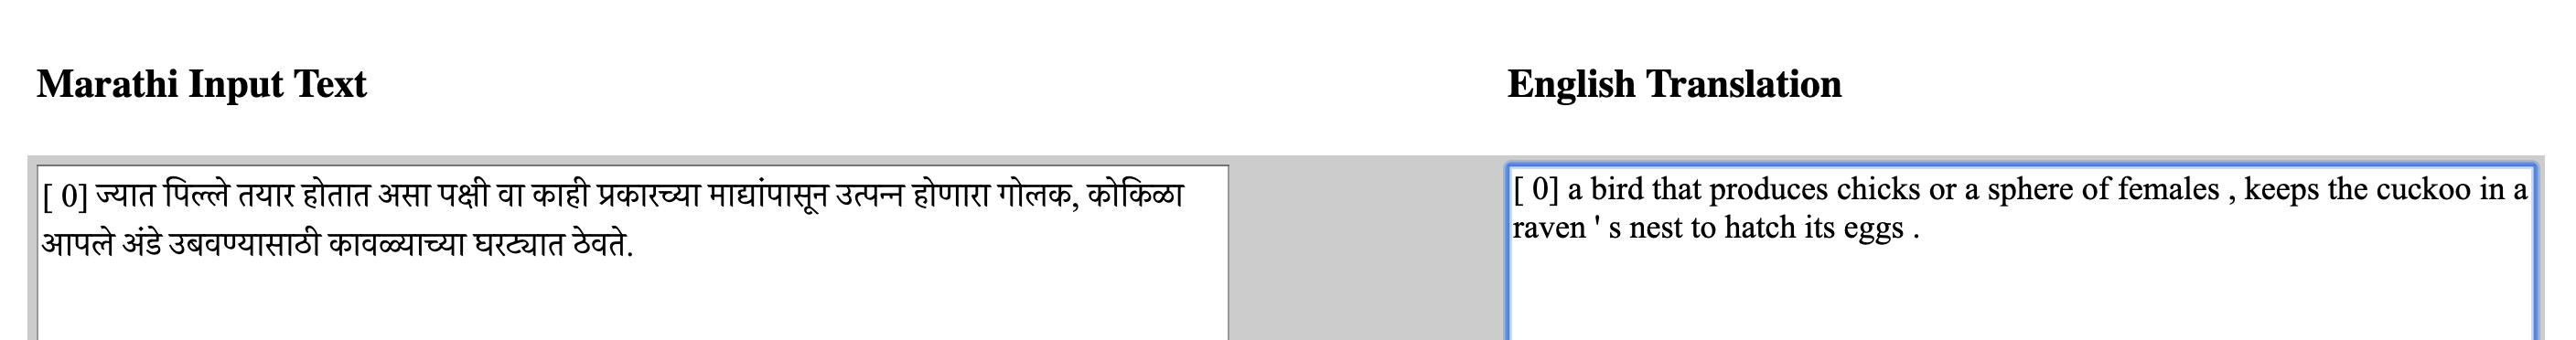 Marathi Input Text
English Translation
[ 0] ज्यात पिल्ले तयार होतात असा पक्षी वा काही प्रकारच्या माद्यांपासून उत्पन्न होणारा गोलक, कोकिळा
आपले अंडे उबवण्यासाठी कावळ्याच्या घरट्यात ठेवते.
[ 0] a bird that produces chicks or a sphere of females , keeps the cuckoo in a
raven ' s nest to hatch its eggs .